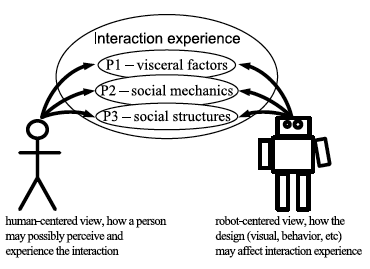 Interaction experience
P1 – visceral factors
P2 – social mechanics
P3 – social structures
human-centered view, how a person
may possibly perceive and
experience the interaction
robot-centered view, how the
design (visual, behavior, etc)
may affect interaction experience